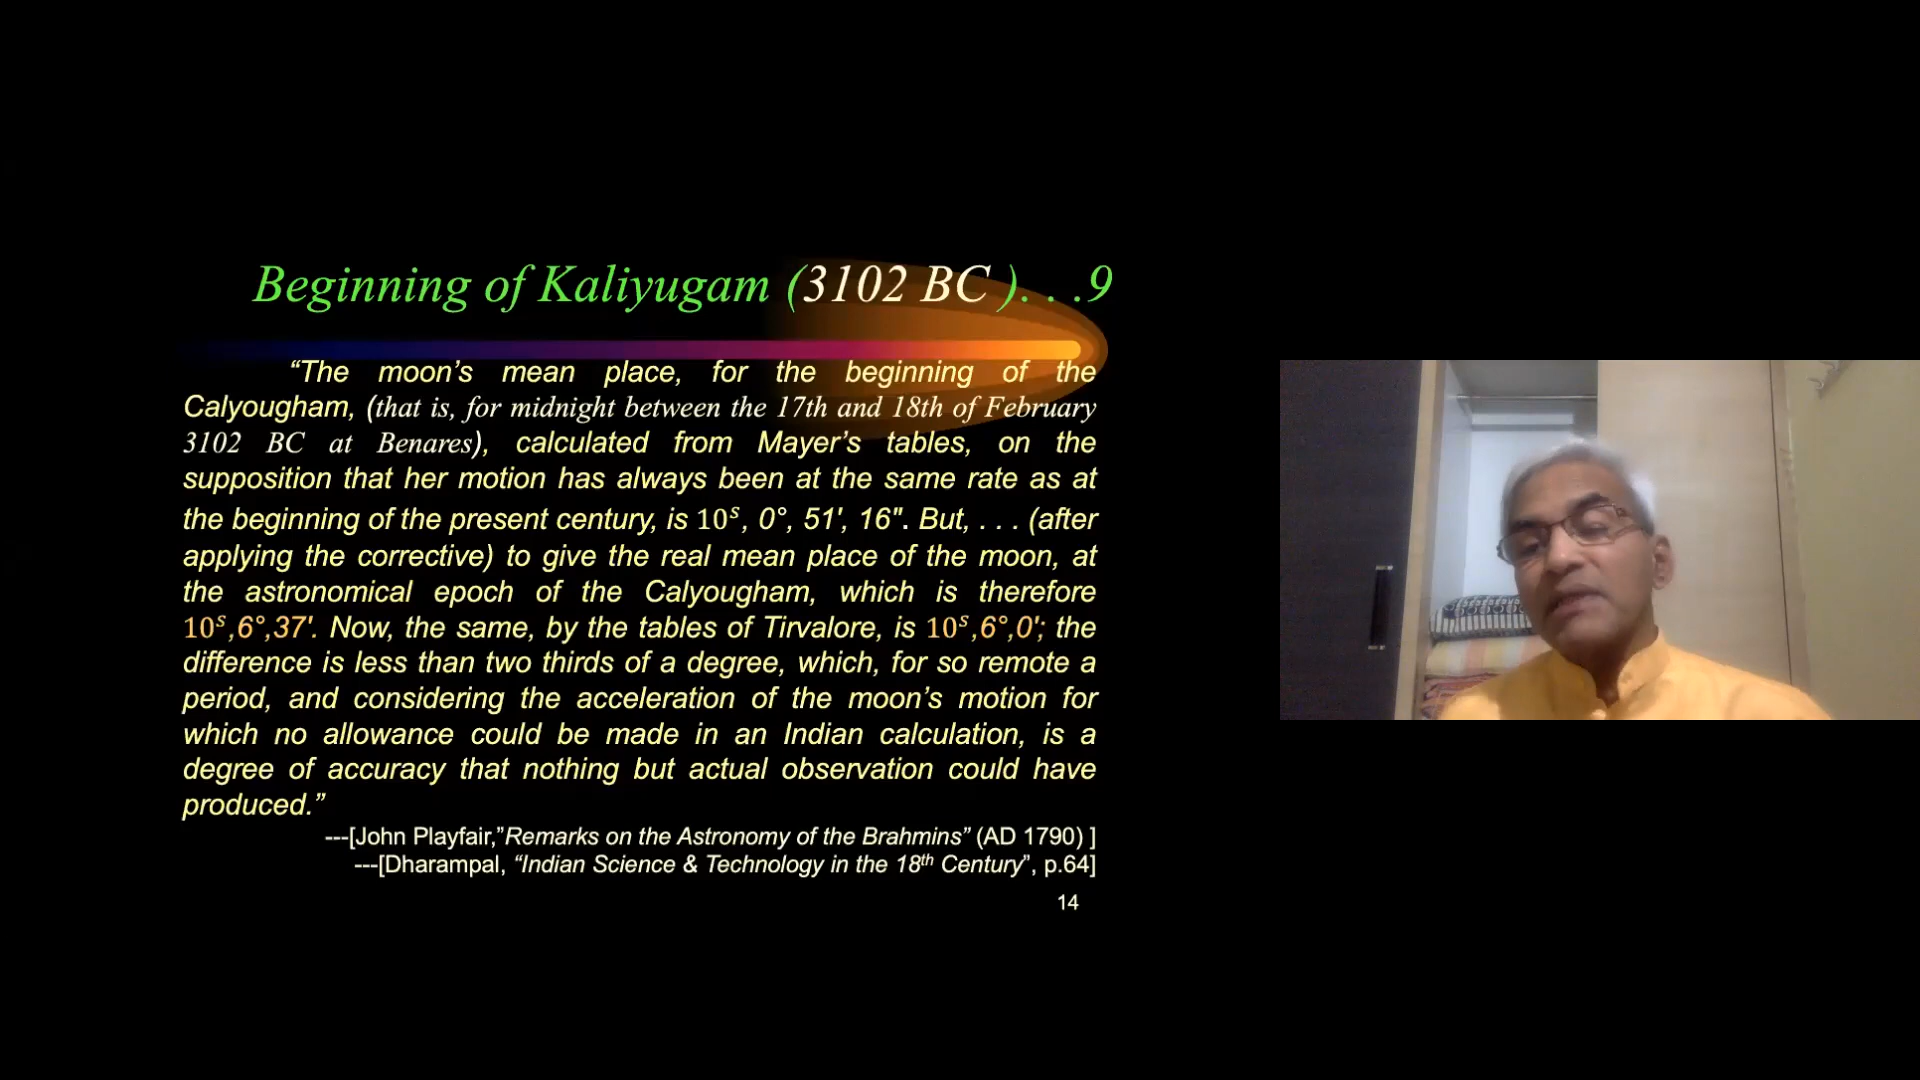 Beginning of Kaliyugam (3102 BC ). . .9
“The moon’s mean place, for the beginning of the
Calyougham, (that is, for midnight between the 17th and 18th of February
3102 BC at Benares), calculated from Mayer’s tables, on the
supposition that her motion has always been at the same rate as at
the beginning of the present century, is 10ˢ, 0°, 51', 16". But, . . . (after
applying the corrective) to give the real mean place of the moon, at
the astronomical epoch of the Calyougham, which is therefore
10ˢ,6°,37'. Now, the same, by the tables of Tirvalore, is 10ˢ,6°,0'; the
difference is less than two thirds of a degree, which, for so remote a
period, and considering the acceleration of the moon’s motion for
which no allowance could be made in an Indian calculation, is a
degree of accuracy that nothing but actual observation could have
produced.”
---[John Playfair,”Remarks on the Astronomy of the Brahmins” (AD 1790) ]
---[Dharampal, “Indian Science & Technology in the 18th Century”, p.64]
14